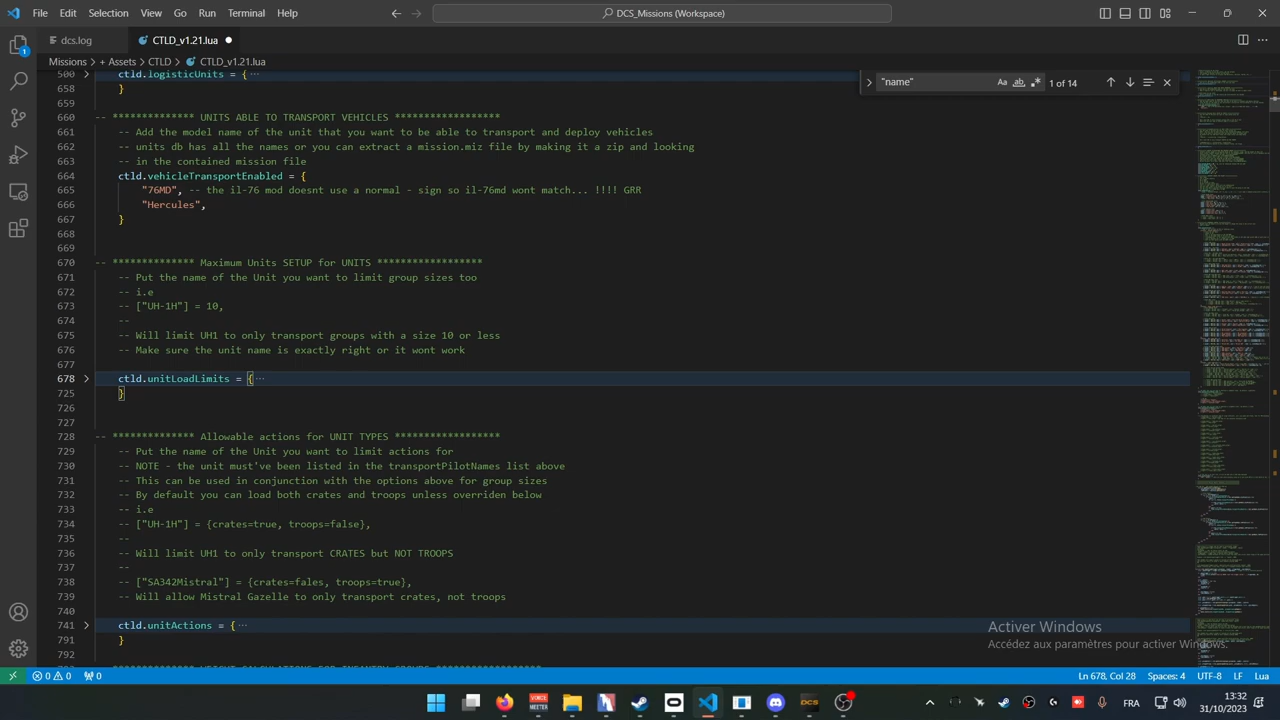 File Edit Selection View Go Run Terminal Help
DCS_Missions (Workspace)
dcs.log
CTLD_v1.21.lua
Missions > + Assets > CTLD > CTLD_v1.21.lua
"name"
Aa ab 1 of 14
500 ctld.logisticUnits = { ···
658 }
659
660 -- ************** UNITS ABLE TO TRANSPORT VEHICLES ******************
661 -- Add the model name of the unit that you want to be able to transport and deploy vehicles
662 -- units db has all the names or you can extract a mission.miz file by making it a zip and looking
663 -- in the contained mission file
664 ctld.vehicleTransportEnabled = {
665 "76MD", -- the il-76 mod doesnt use a normal - sign so il-76md wont match... !!!! GRR
666 "Hercules",
667 }
668
669
670 -- ************** Maximum Units SETUP for UNITS ******************
671 -- Put the name of the Unit you want to limit group sizes too
672 -- i.e
673 -- ["UH-1H"] = 10,
674 --
675 -- Will limit UH1 to only transport groups with a size 10 or less
676 -- Make sure the unit name is exactly right or it wont work
677
678 ctld.unitLoadLimits = { ···
725 }
726
727
728 -- ************** Allowable actions for UNIT TYPES ******************
729 -- Put the name of the Unit you want to limit actions for
730 -- NOTE - the unit must've been listed in the transportPilotNames list above
731 -- This can be used in conjunction with the options above for group sizes
732 -- By default you can load both crates and troops unless overriden below
733 -- i.e
734 -- ["UH-1H"] = {crates=true, troops=false},
735 --
736 -- Will limit UH1 to only transport CRATES but NOT TROOPS
737 --
738 -- ["SA342Mistral"] = {crates=fales, troops=true},
739 -- Will allow Mistral Gazelle to only transport crates, not troops
740
741 ctld.unitActions = { ···
791 }
792
Activer Windows
Accédez aux paramètres pour activer Windows.
0 0 0
Ln 678, Col 28 Spaces: 4 UTF-8 LF Lua
VINCE MEETER
DCS
FRA
13:32
31/10/2023